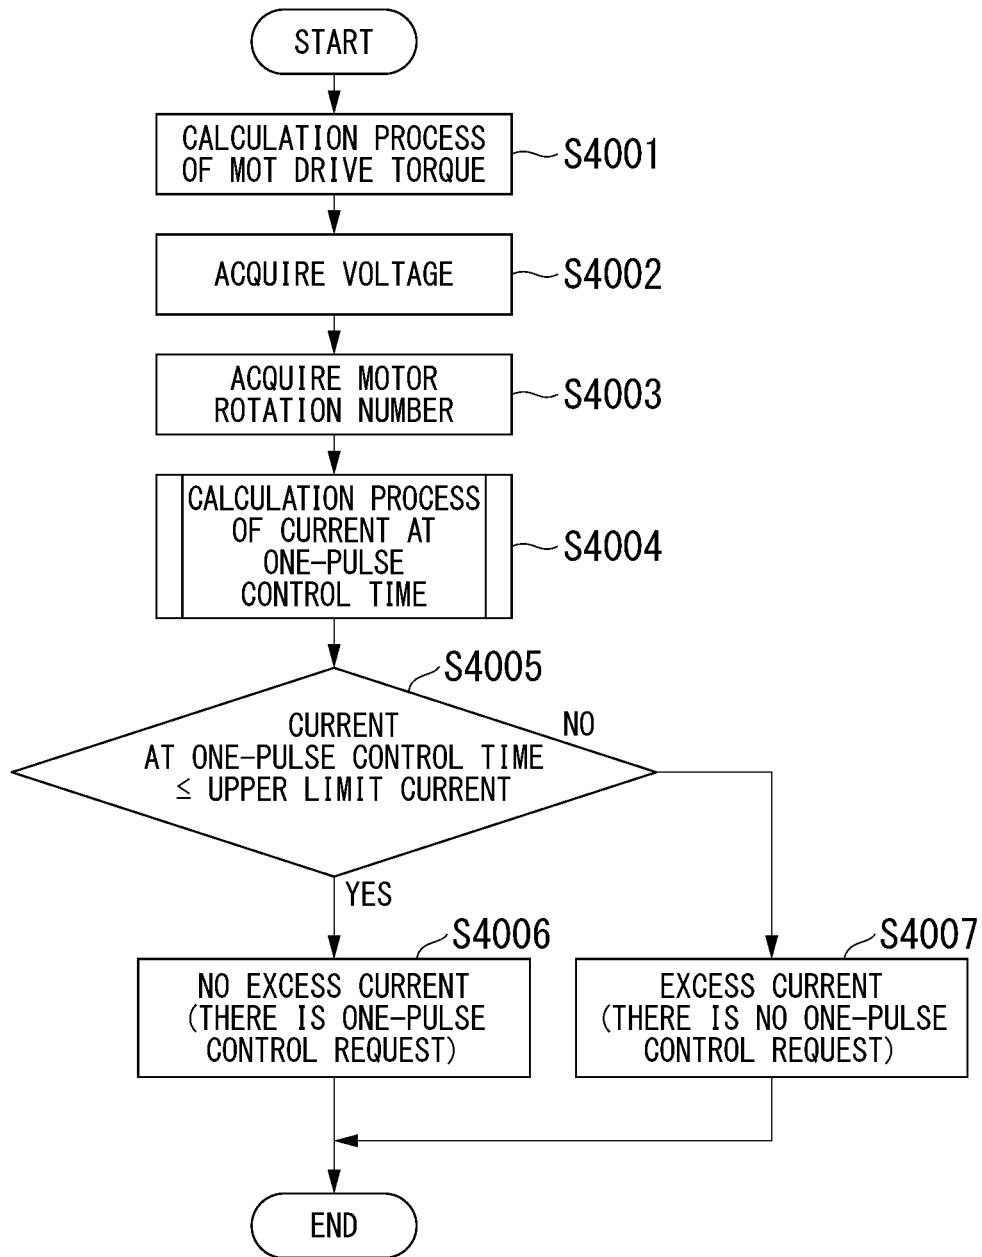 START
CALCULATION PROCESS
OF MOT DRIVE TORQUE
S4001
ACQUIRE VOLTAGE
S4002
ACQUIRE MOTOR
ROTATION NUMBER
S4003
CALCULATION PROCESS
OF CURRENT AT
ONE-PULSE
CONTROL TIME
S4004
S4005
CURRENT
AT ONE-PULSE CONTROL TIME
≤ UPPER LIMIT CURRENT
NO
YES
S4006
NO EXCESS CURRENT
(THERE IS ONE-PULSE
CONTROL REQUEST)
S4007
EXCESS CURRENT
(THERE IS NO ONE-PULSE
CONTROL REQUEST)
END